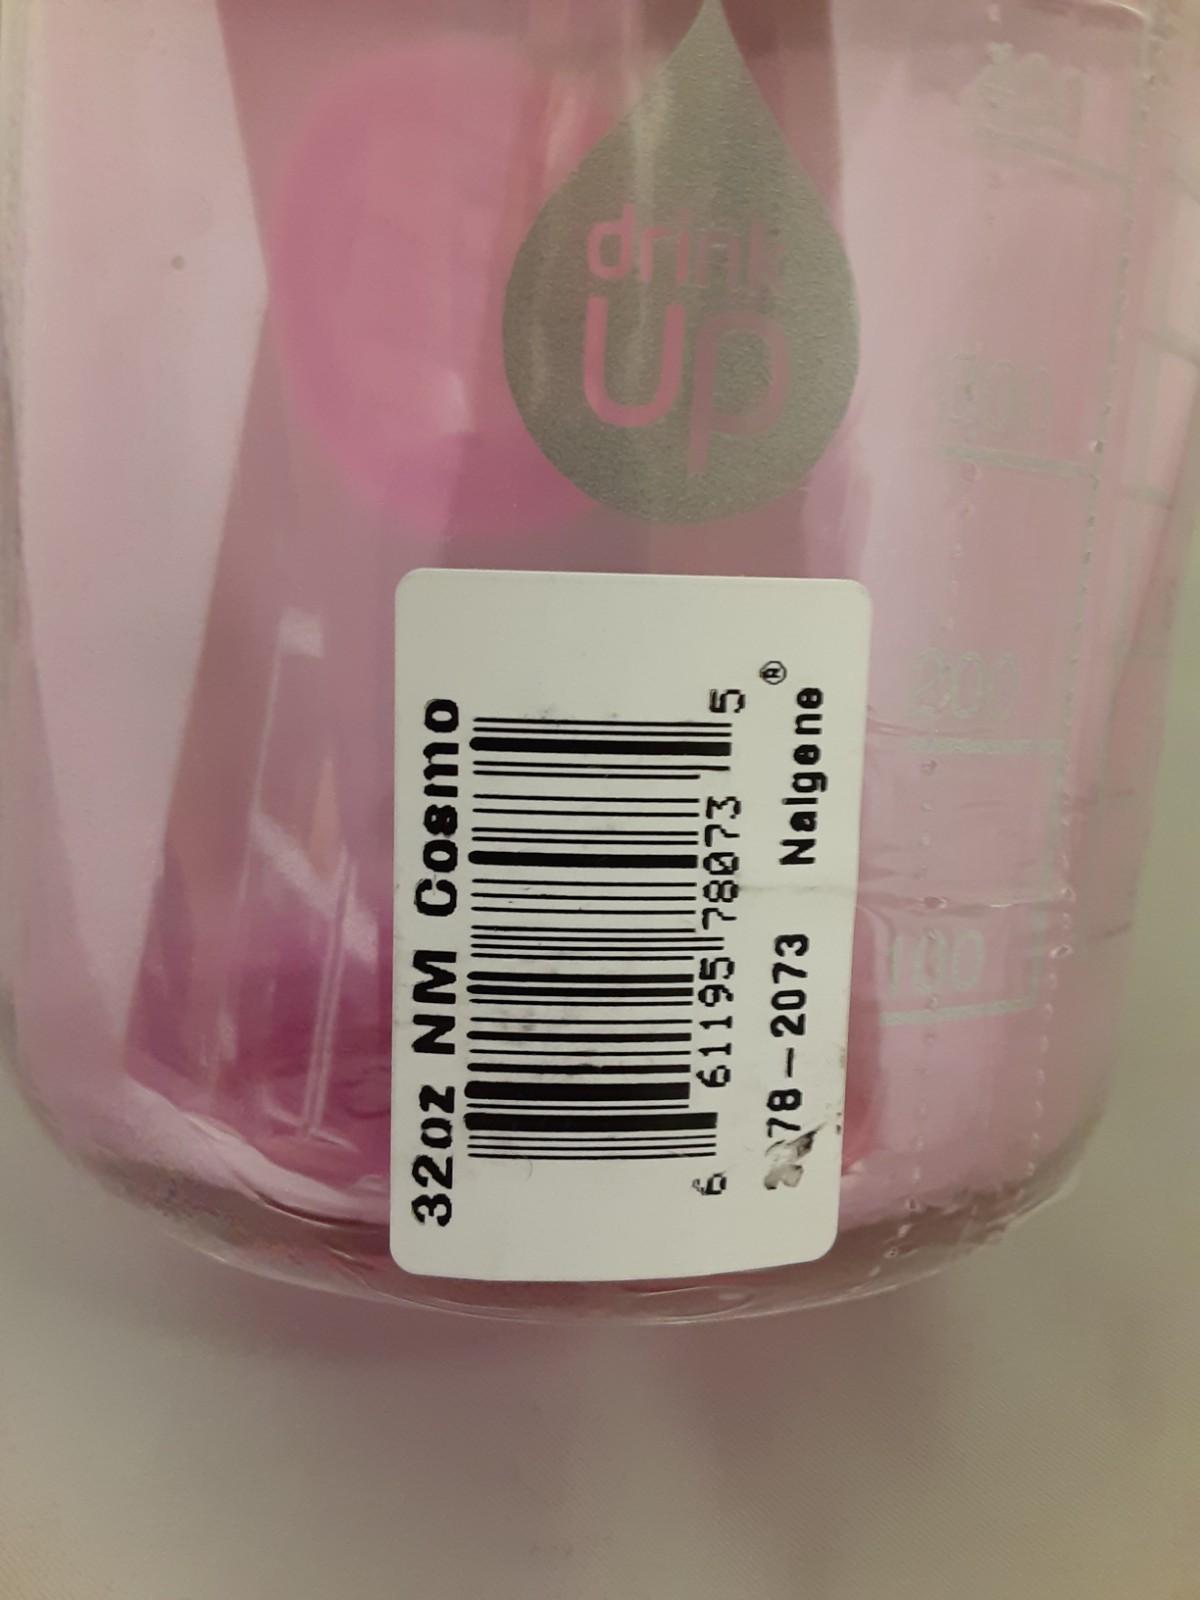 drink
up
200
100
32oz NM Cosmo
6 61195 78073 5
78-2073 Nalgene®